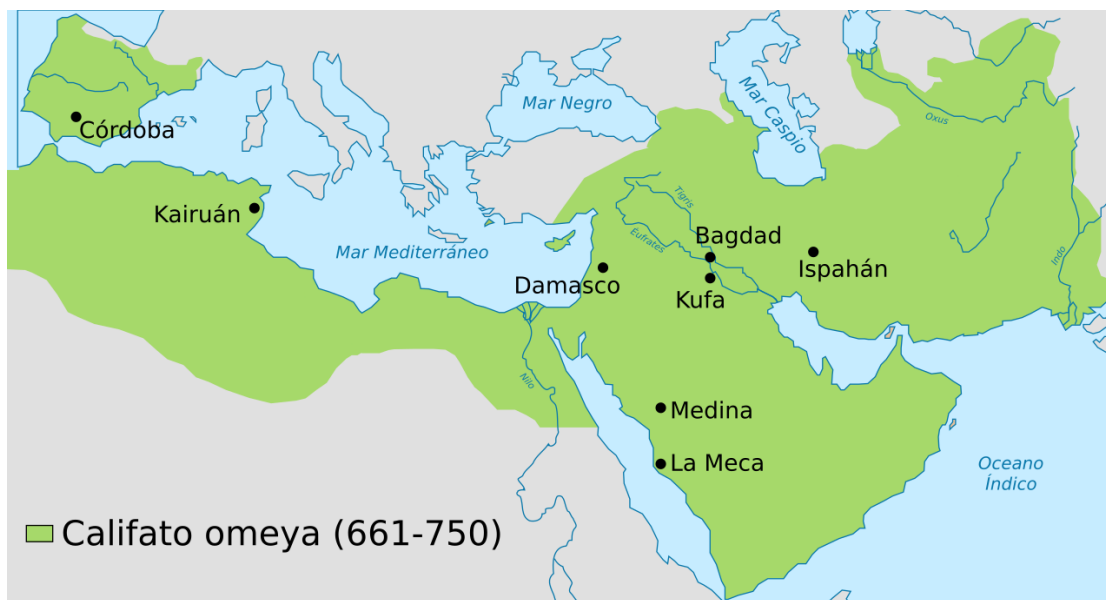 Mar Negro
Mar Caspio
Oxus
Córdoba
Kairuán
Tigris
Eufrates
Bagdad
Mar Mediterráneo
Ispahán
Indo
Damasco
Kufa
Nilo
Medina
La Meca
Oceano
Índico
Califato omeya (661-750)